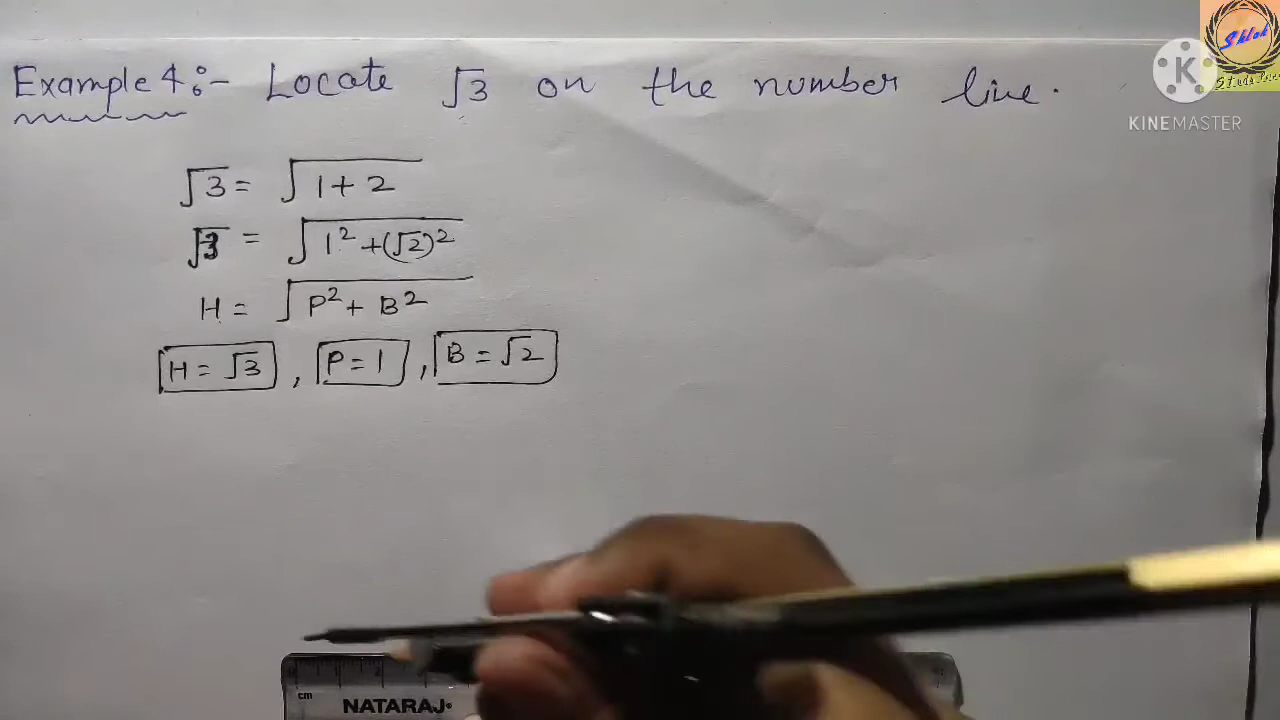 Example 4:- Locate √3 on the number line.
√3 = √1+2
√3 = √1²+(√2)²
H = √P²+B²
H = √3 , P = 1 , B = √2
K
KINEMASTER
cm
NATARAJ